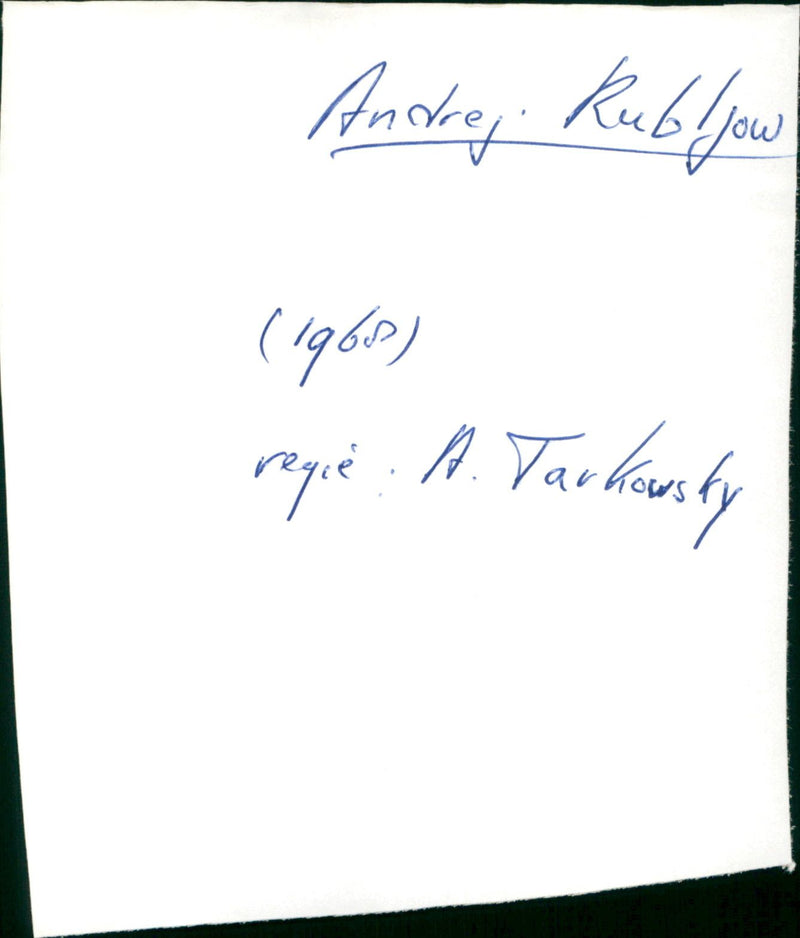 Andrej Rubljow
(1968)
regie: A. Tarkowsky